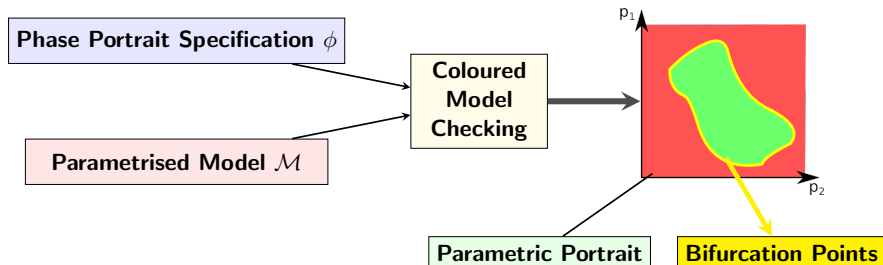 Phase Portrait Specification ϕ
Parametrised Model ℳ
Coloured
Model
Checking
p₁
p₂
Parametric Portrait
Bifurcation Points